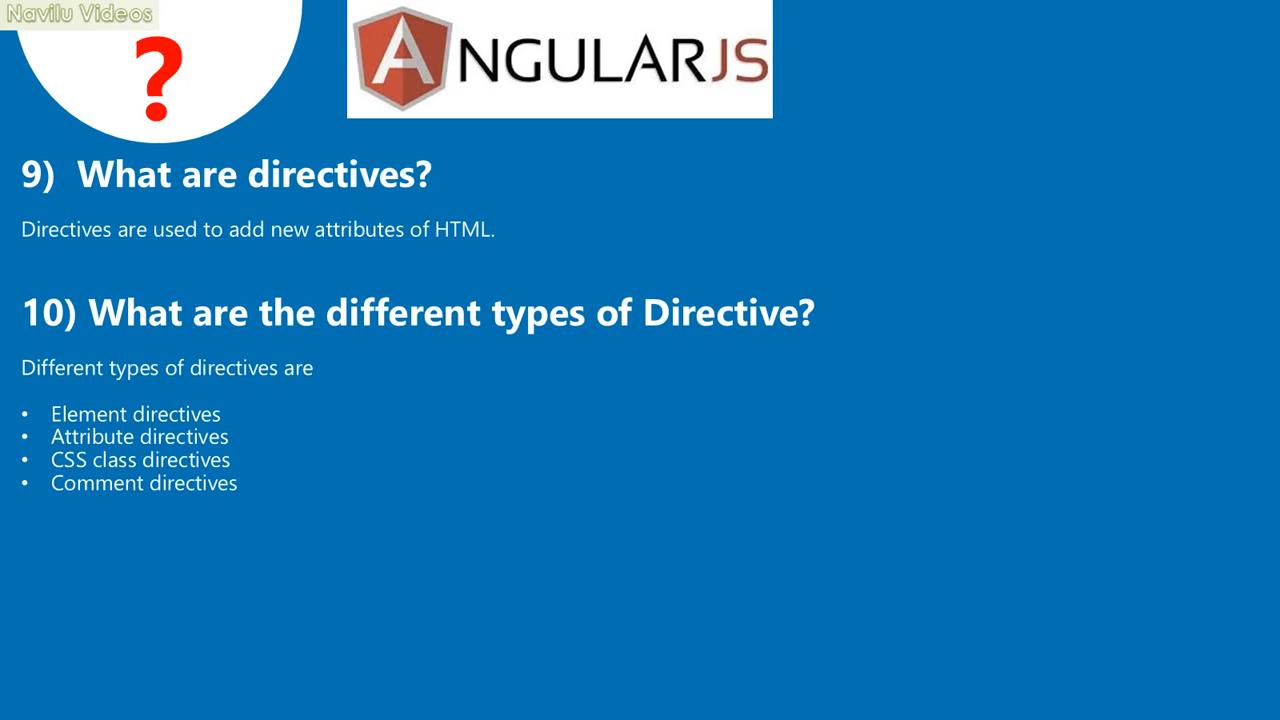 Navilu Videos
?
ANGULARJS
9) What are directives?
Directives are used to add new attributes of HTML.
10) What are the different types of Directive?
Different types of directives are
• Element directives
• Attribute directives
• CSS class directives
• Comment directives